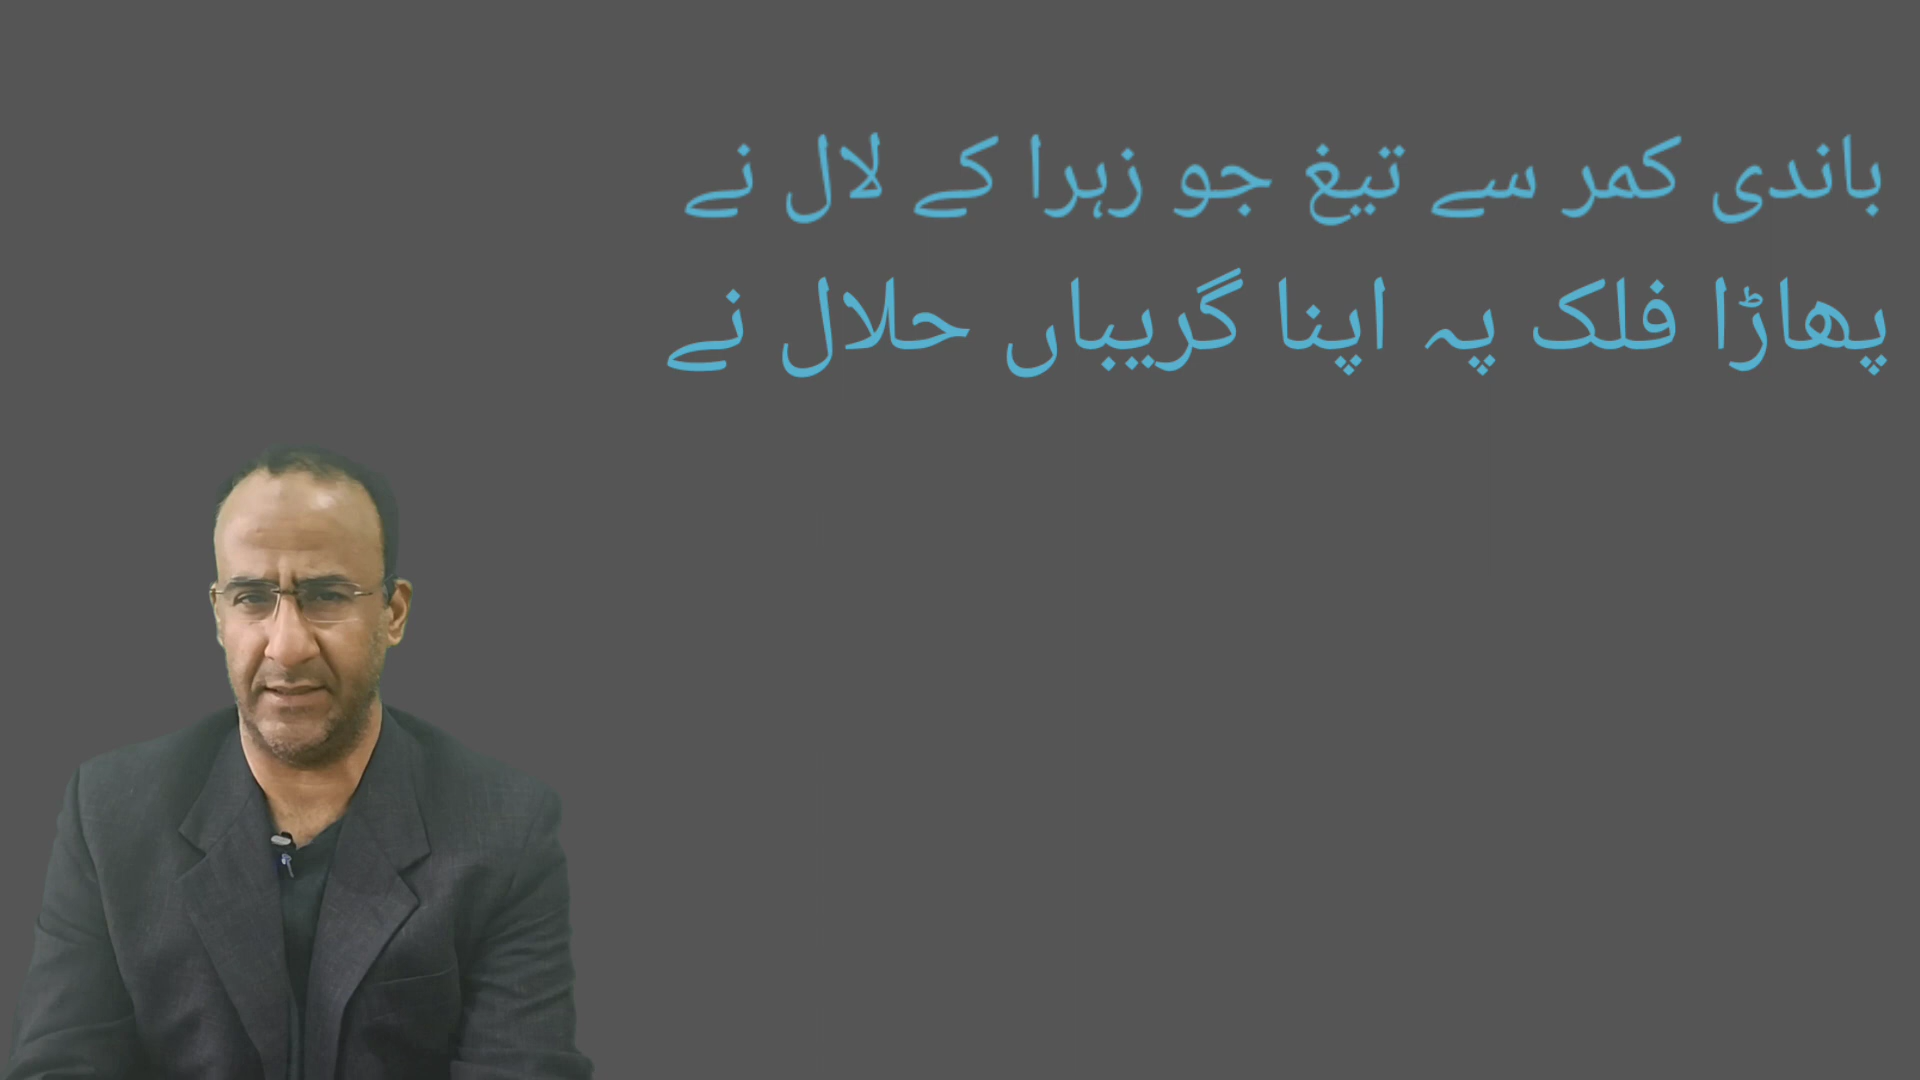 باندی کمر سے تیغ جو زہرا کے لال نے
پھاڑا فلک پہ اپنا گریباں حلال نے